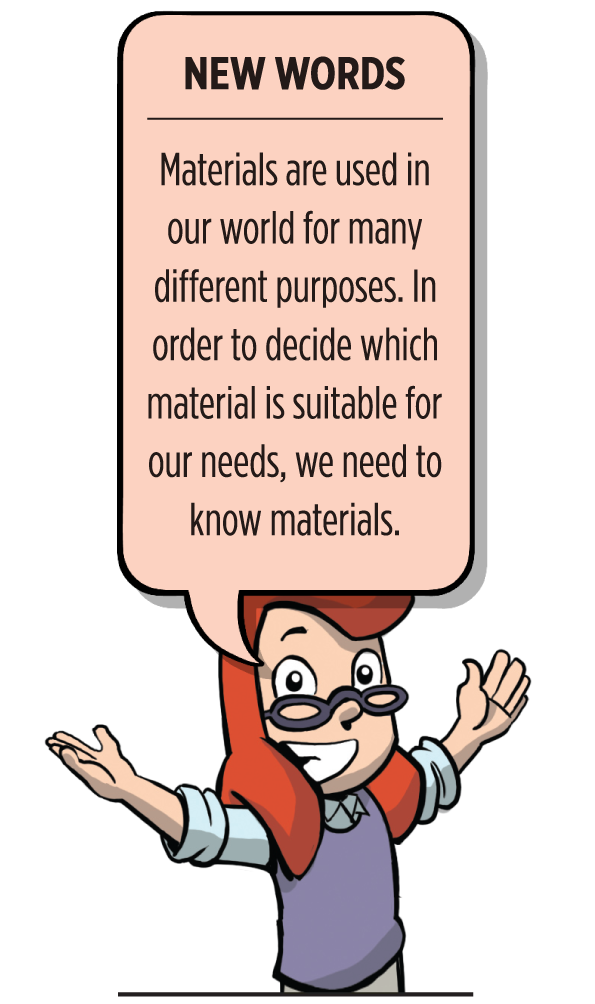 NEW WORDS
Materials are used in
our world for many
different purposes. In
order to decide which
material is suitable for
our needs, we need to
know materials.